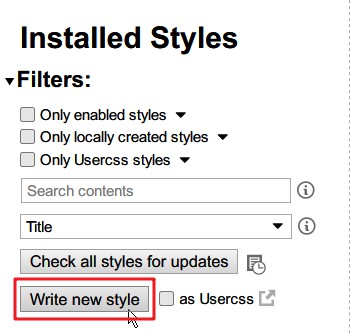 Installed Styles
Filters:
Only enabled styles
Only locally created styles
Only Usercss styles
Search contents
Title
Check all styles for updates
Write new style as Usercss